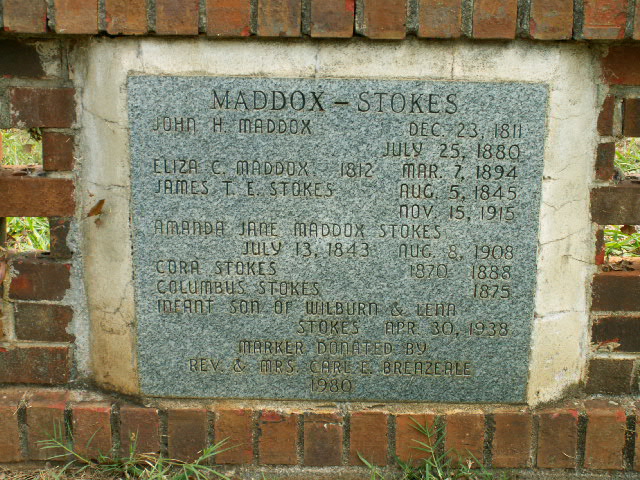 MADDOX - STOKES
JOHN H. MADDOX DEC. 23, 1811
JULY 25, 1880
ELIZA C. MADDOX 1812 MAR. 7, 1894
JAMES T. E. STOKES AUG. 5, 1845
NOV. 15, 1915
AMANDA JANE MADDOX STOKES
JULY 13, 1843 AUG. 8, 1908
CORA STOKES 1870 1888
COLUMBUS STOKES 1875
INFANT SON OF WILBURN & LENA
STOKES APR. 30, 1938
MARKER DONATED BY
REV. & MRS. CARL E. BREAZEALE
1980